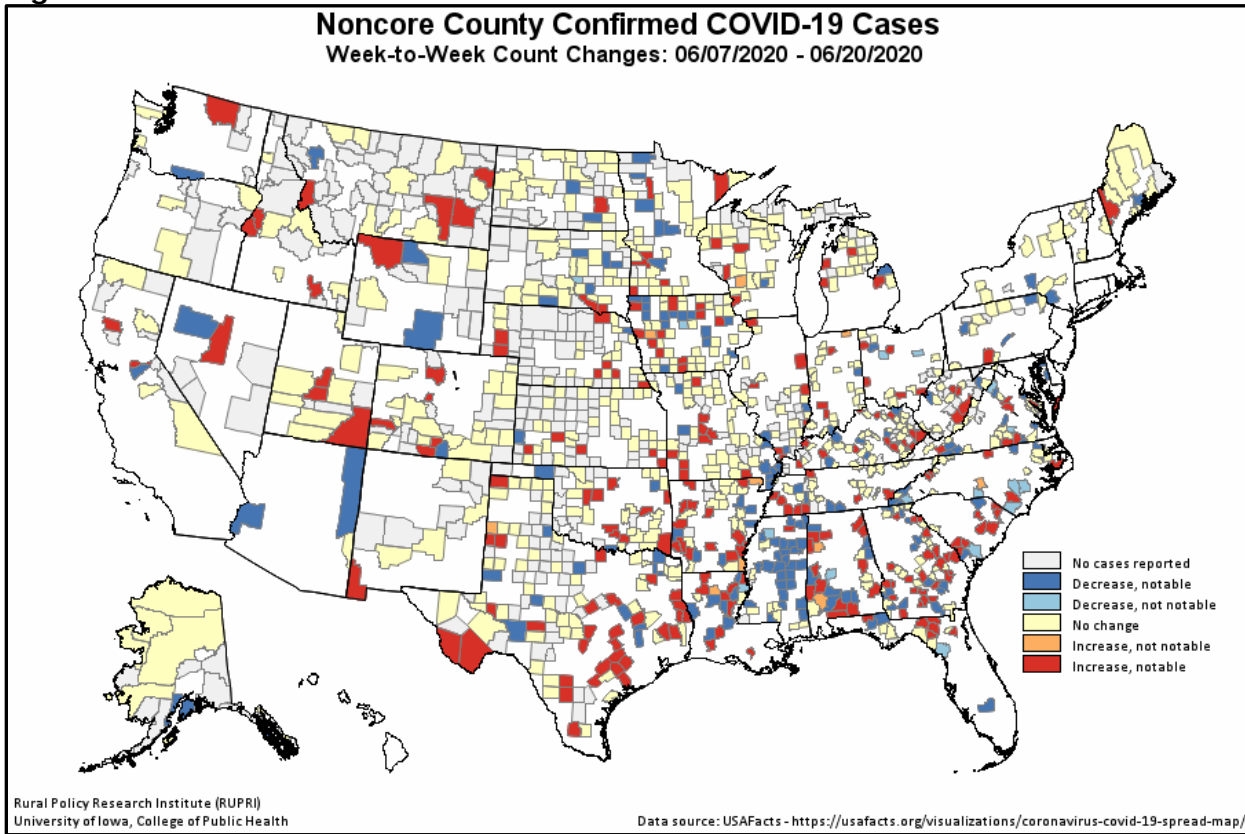 Noncore County Confirmed COVID-19 Cases
Week-to-Week Count Changes: 06/07/2020 - 06/20/2020
No cases reported
Decrease, notable
Decrease, not notable
No change
Increase, not notable
Increase, notable
Rural Policy Research Institute (RUPRI)
University of Iowa, College of Public Health
Data source: USAFacts - https://usafacts.org/visualizations/coronavirus-covid-19-spread-map/